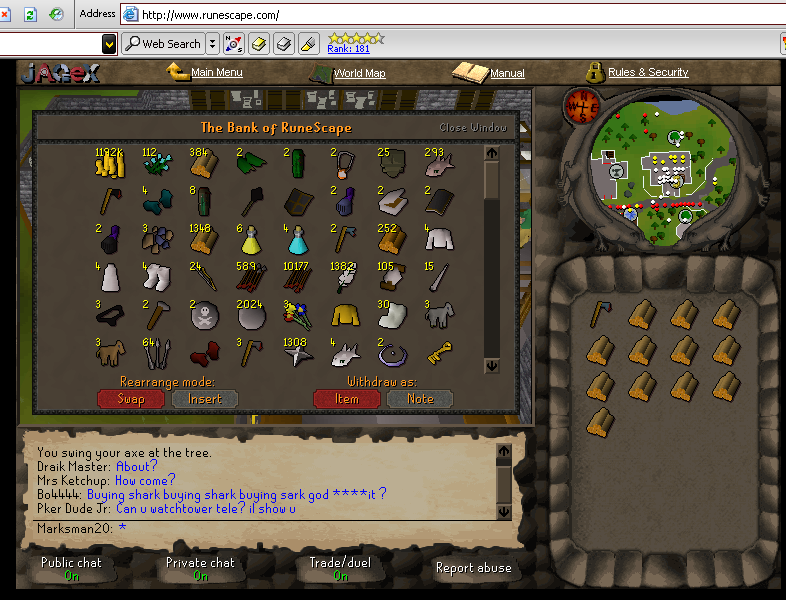 Address http://www.runescape.com/
Web Search Rank: 181
JAGEX Main Menu World Map Manual Rules & Security
The Bank of RuneScape Close Window
1192K 112 384 2 2 2 25 293
4 8 2 2 2
2 3 1348 6 4 2 252 4
4 4 24 589 10177 1382 105 15
3 2 2 2024 3 30 3
3 64 3 1308 4 2
Rearrange mode: Withdraw as:
Swap Insert Item Note
You swing your axe at the tree.
Draik Master: About?
Mrs Ketchup: How come?
Bo4444: Buying shark buying shark buying sark god ****it ?
Pker Dude Jr: Can u watchtower tele? il show u
Marksman20: *
Public chat Private chat Trade/duel Report abuse
On On On